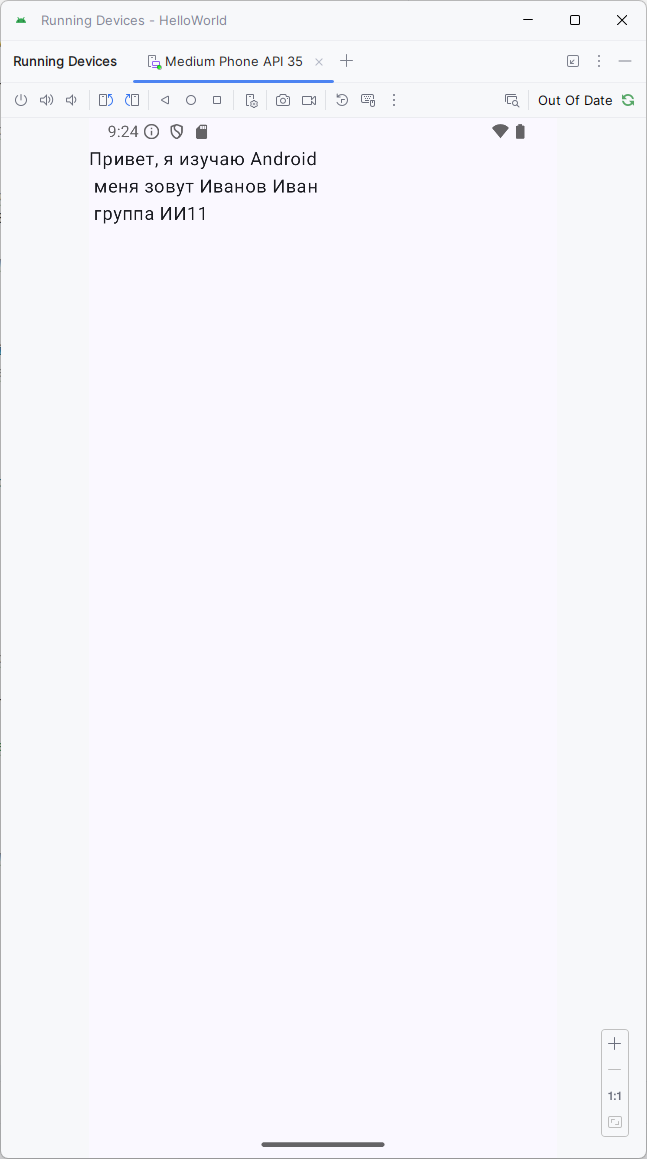 Running Devices - HelloWorld
Running Devices
Medium Phone API 35
Out Of Date
9:24
Привет, я изучаю Android
меня зовут Иванов Иван
группа ИИ11
1:1